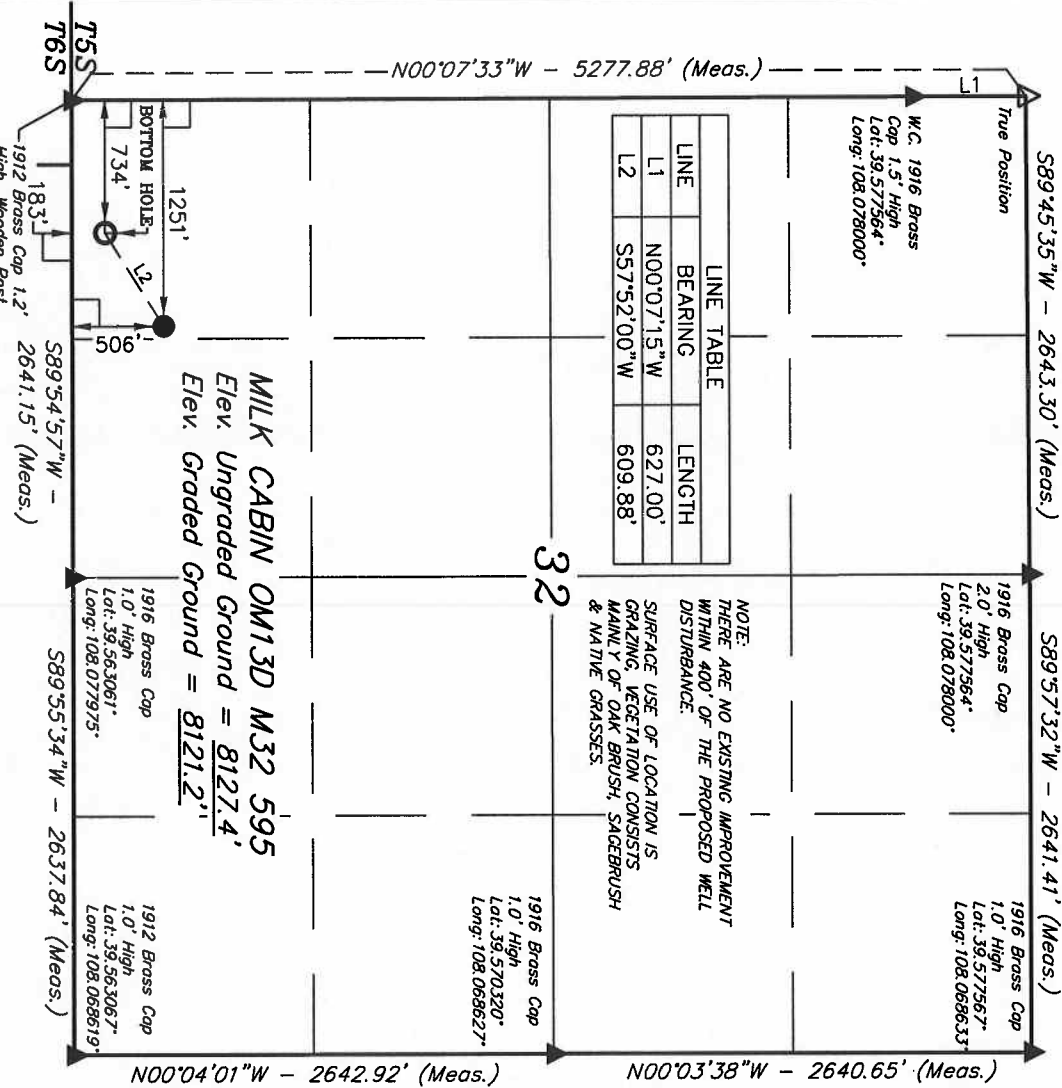 S89°45'35"W - 2643.30' (Meas.)
S89°57'32"W - 2641.41' (Meas.)
True Position
L1
N00°07'33"W - 5277.88' (Meas.)
W.C. 1916 Brass
Cap 1.5' High
Lat: 39.577564°
Long: 108.078000°
1916 Brass Cap
2.0' High
Lat: 39.577564°
Long: 108.078000°
1916 Brass Cap
1.0' High
Lat: 39.577567°
Long: 108.068633°
LINE TABLE
LINE BEARING LENGTH
L1 N00°07'15"W 627.00'
L2 S57°52'00"W 609.88'
NOTE:
THERE ARE NO EXISTING IMPROVEMENT
WITHIN 400' OF THE PROPOSED WELL
DISTURBANCE.
SURFACE USE OF LOCATION IS
GRAZING, VEGETATION CONSISTS
MAINLY OF OAK BRUSH, SAGEBRUSH
& NATIVE GRASSES.
32
N00°03'38"W - 2640.65' (Meas.)
1916 Brass Cap
1.0' High
Lat: 39.570320°
Long: 108.068627°
MILK CABIN OM13D M32 595
Elev. Ungraded Ground = 8127.4'
Elev. Graded Ground = 8121.2'
1251'
BOTTOM HOLE
734'
L2
506'
183'
T5S
T6S
1912 Brass Cap 1.2'
High, Wooden Post
S89°54'57"W -
2641.15' (Meas.)
1916 Brass Cap
1.0' High
Lat: 39.563061°
Long: 108.077975°
S89°55'34"W - 2637.84' (Meas.)
1912 Brass Cap
1.0' High
Lat: 39.563067°
Long: 108.068619°
N00°04'01"W - 2642.92' (Meas.)